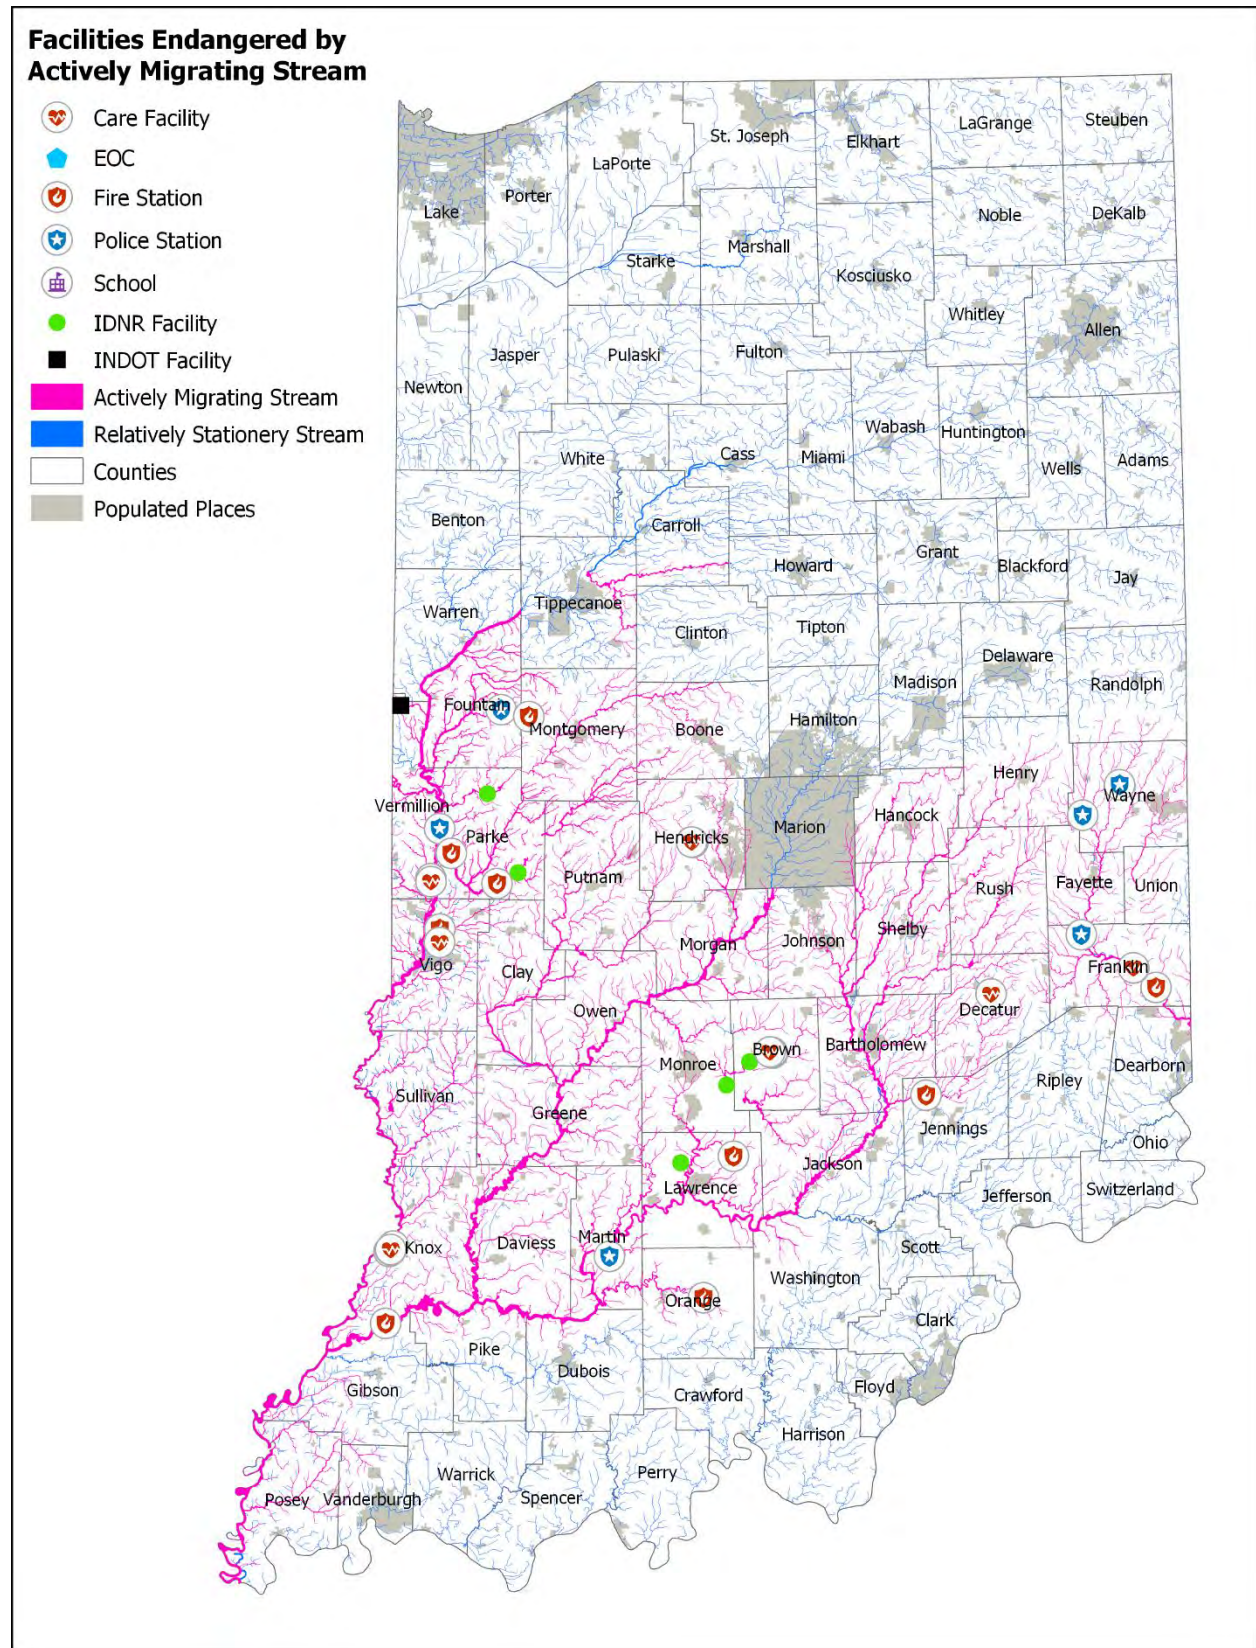 Facilities Endangered by
Actively Migrating Stream
Care Facility
EOC
Fire Station
Police Station
School
IDNR Facility
INDOT Facility
Actively Migrating Stream
Relatively Stationery Stream
Counties
Populated Places
St. Joseph
Elkhart
LaGrange
Steuben
LaPorte
Lake
Porter
Noble
DeKalb
Starke
Marshall
Kosciusko
Whitley
Allen
Newton
Jasper
Pulaski
Fulton
White
Cass
Miami
Wabash
Huntington
Wells
Adams
Benton
Carroll
Howard
Grant
Blackford
Jay
Warren
Tippecanoe
Clinton
Tipton
Delaware
Madison
Randolph
Fountain
Montgomery
Boone
Hamilton
Henry
Wayne
Vermillion
Parke
Hendricks
Marion
Hancock
Putnam
Rush
Fayette
Union
Vigo
Clay
Morgan
Johnson
Shelby
Franklin
Owen
Decatur
Monroe
Brown
Bartholomew
Dearborn
Ripley
Sullivan
Greene
Jennings
Ohio
Lawrence
Jackson
Jefferson
Switzerland
Knox
Daviess
Martin
Scott
Orange
Washington
Clark
Pike
Dubois
Gibson
Crawford
Floyd
Harrison
Posey
Vanderburgh
Warrick
Spencer
Perry